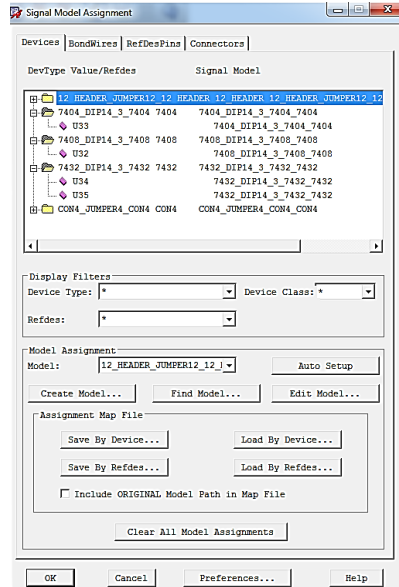 Signal Model Assignment
Devices BondWires RefDesPins Connectors
DevType Value/Refdes Signal Model
12_HEADER_JUMPER12_12_HEADER 12_HEADER_JUMPER12_12
7404_DIP14_3_7404 7404 7404_DIP14_3_7404_7404
U33 7404_DIP14_3_7404_7404
7408_DIP14_3_7408 7408 7408_DIP14_3_7408_7408
U32 7408_DIP14_3_7408_7408
7432_DIP14_3_7432 7432 7432_DIP14_3_7432_7432
U34 7432_DIP14_3_7432_7432
U35 7432_DIP14_3_7432_7432
CON4_JUMPER4_CON4 CON4 CON4_JUMPER4_CON4_CON4
Display Filters
Device Type: * Device Class: *
Refdes: *
Model Assignment
Model: 12_HEADER_JUMPER12_12_ Auto Setup
Create Model... Find Model... Edit Model...
Assignment Map File
Save By Device... Load By Device...
Save By Refdes... Load By Refdes...
Include ORIGINAL Model Path in Map File
Clear All Model Assignments
OK Cancel Preferences... Help